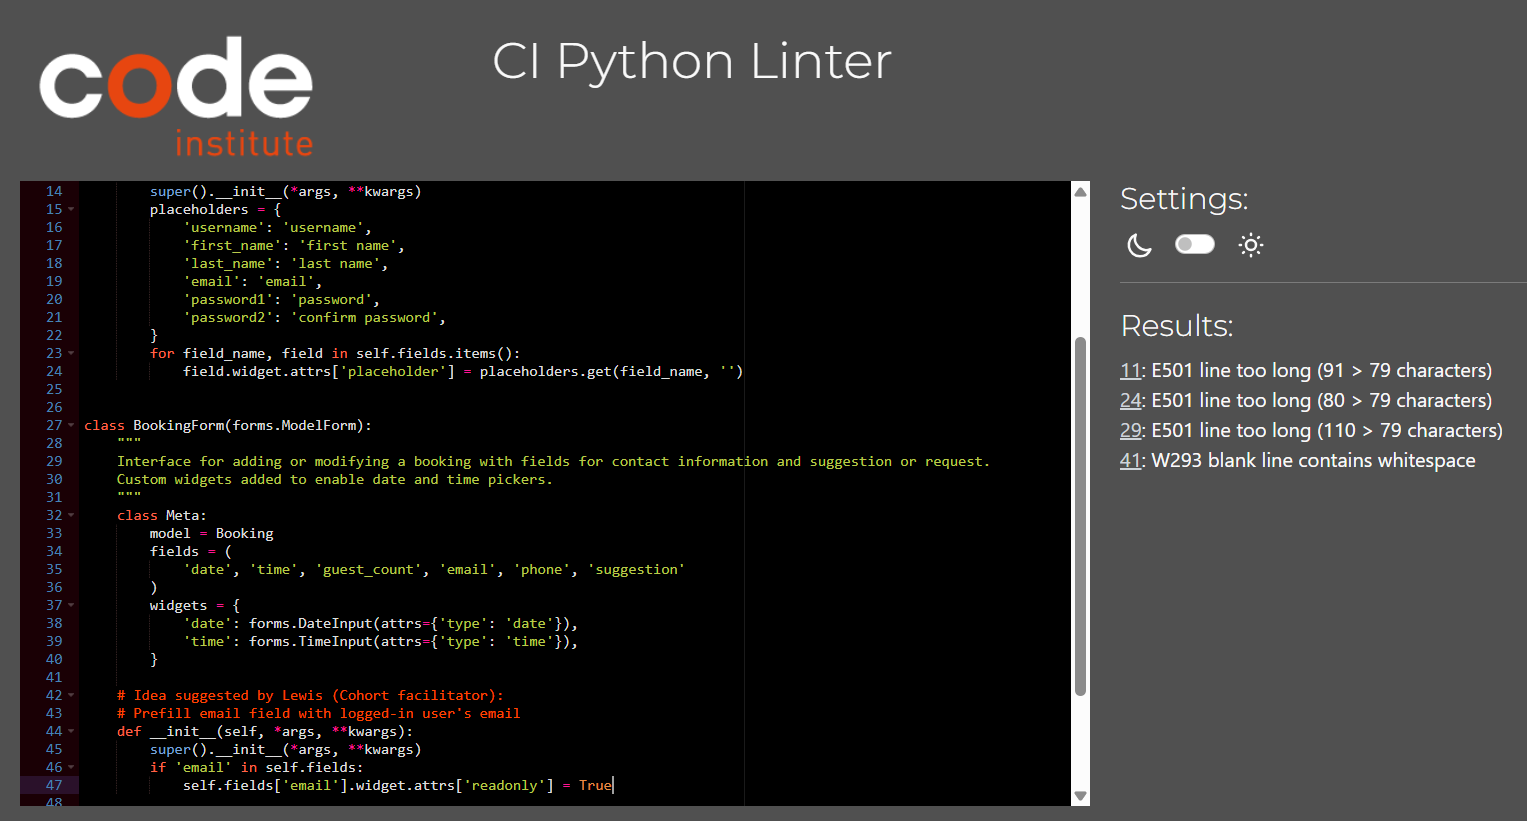 code
institute
CI Python Linter
14 super().__init__(*args, **kwargs)
15 placeholders = {
16 'username': 'username',
17 'first_name': 'first name',
18 'last_name': 'last name',
19 'email': 'email',
20 'password1': 'password',
21 'password2': 'confirm password',
22 }
23 for field_name, field in self.fields.items():
24 field.widget.attrs['placeholder'] = placeholders.get(field_name, '')
25
26
27 class BookingForm(forms.ModelForm):
28 """
29 Interface for adding or modifying a booking with fields for contact information and suggestion or request.
30 Custom widgets added to enable date and time pickers.
31 """
32 class Meta:
33 model = Booking
34 fields = (
35 'date', 'time', 'guest_count', 'email', 'phone', 'suggestion'
36 )
37 widgets = {
38 'date': forms.DateInput(attrs={'type': 'date'}),
39 'time': forms.TimeInput(attrs={'type': 'time'}),
40 }
41
42 # Idea suggested by Lewis (Cohort facilitator):
43 # Prefill email field with logged-in user's email
44 def __init__(self, *args, **kwargs):
45 super().__init__(*args, **kwargs)
46 if 'email' in self.fields:
47 self.fields['email'].widget.attrs['readonly'] = True
48
Settings:
Results:
11: E501 line too long (91 > 79 characters)
24: E501 line too long (80 > 79 characters)
29: E501 line too long (110 > 79 characters)
41: W293 blank line contains whitespace